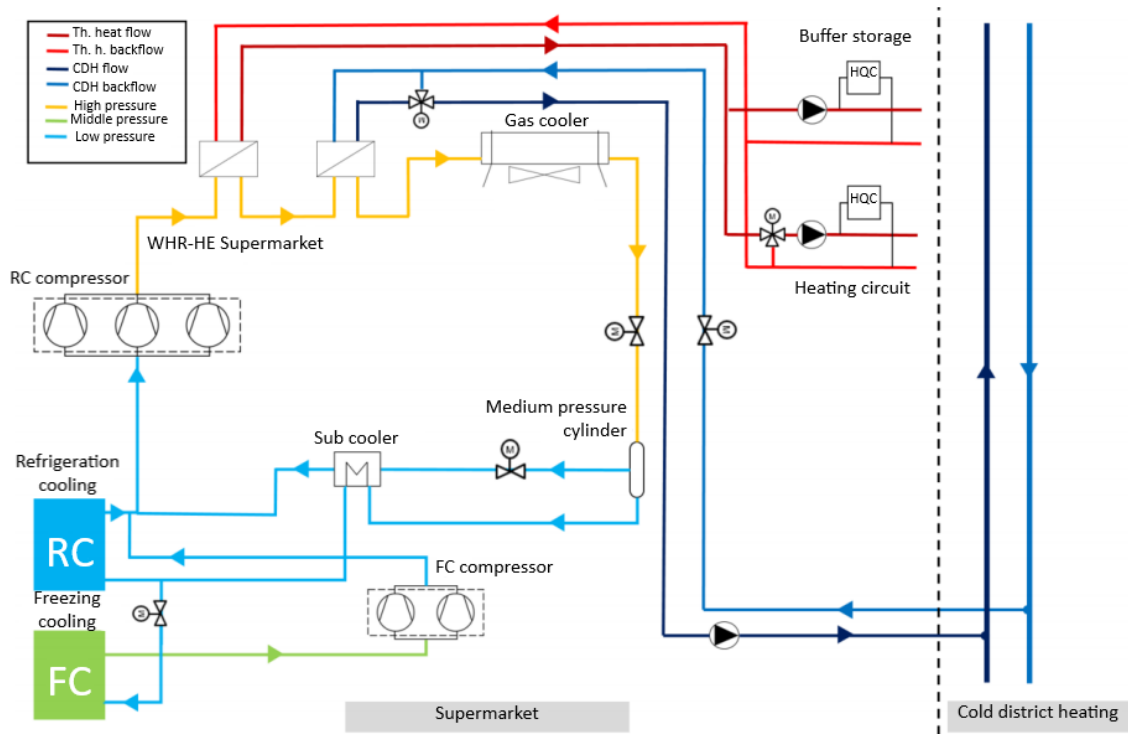 Th. heat flow
Th. h. backflow
CDH flow
CDH backflow
High pressure
Middle pressure
Low pressure
Buffer storage
HQC
M
Gas cooler
HQC
M
WHR-HE Supermarket
RC compressor
Heating circuit
M
M
Medium pressure
cylinder
Sub cooler
M
Refrigeration
cooling
RC
FC compressor
Freezing
cooling
M
FC
Supermarket
Cold district heating